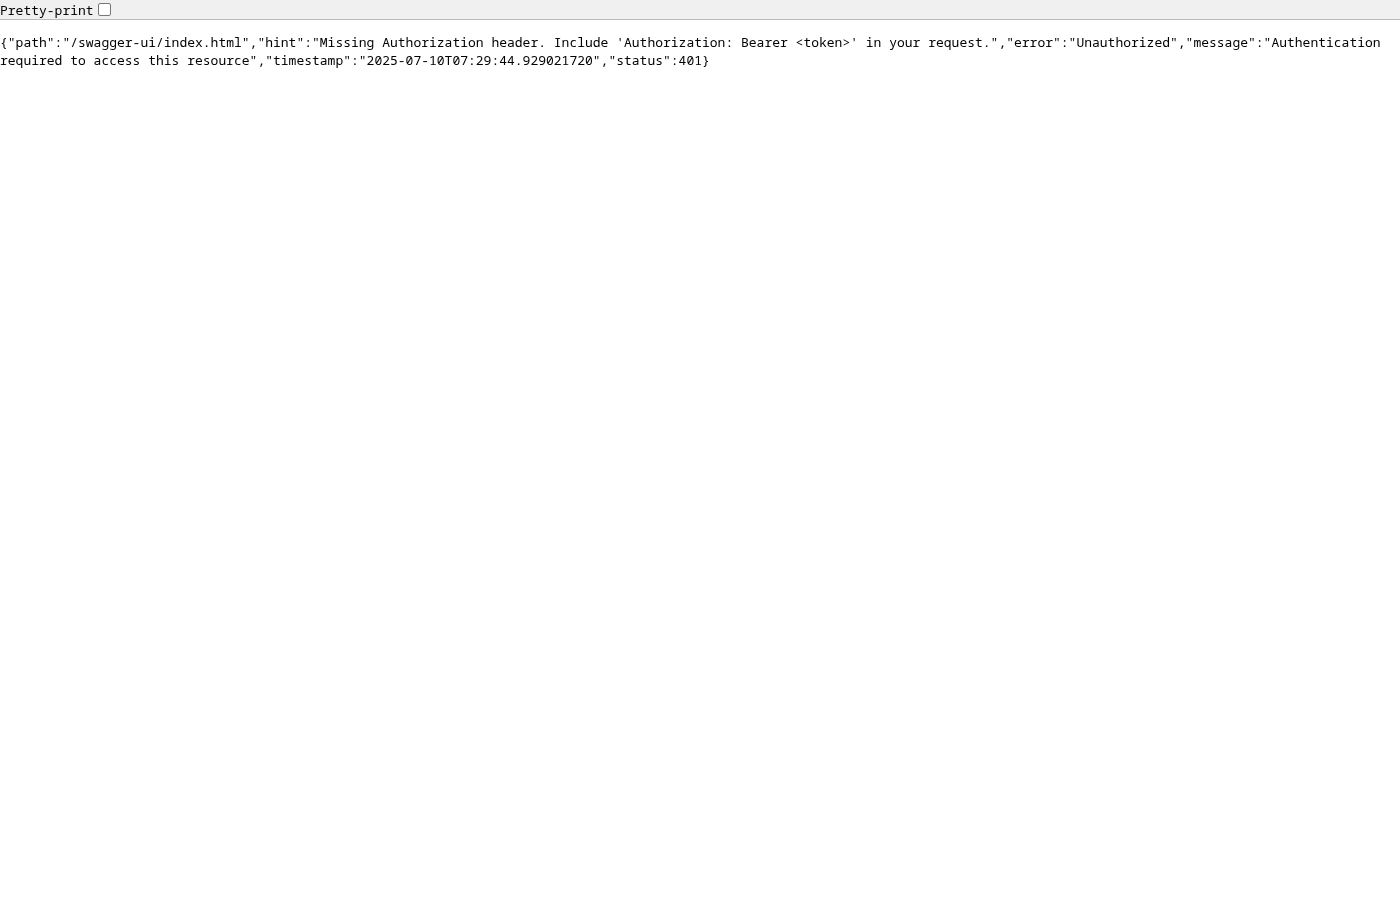 Pretty-print
{"path":"/swagger-ui/index.html","hint":"Missing Authorization header. Include 'Authorization: Bearer <token>' in your request.","error":"Unauthorized","message":"Authentication
required to access this resource","timestamp":"2025-07-10T07:29:44.929021720","status":401}